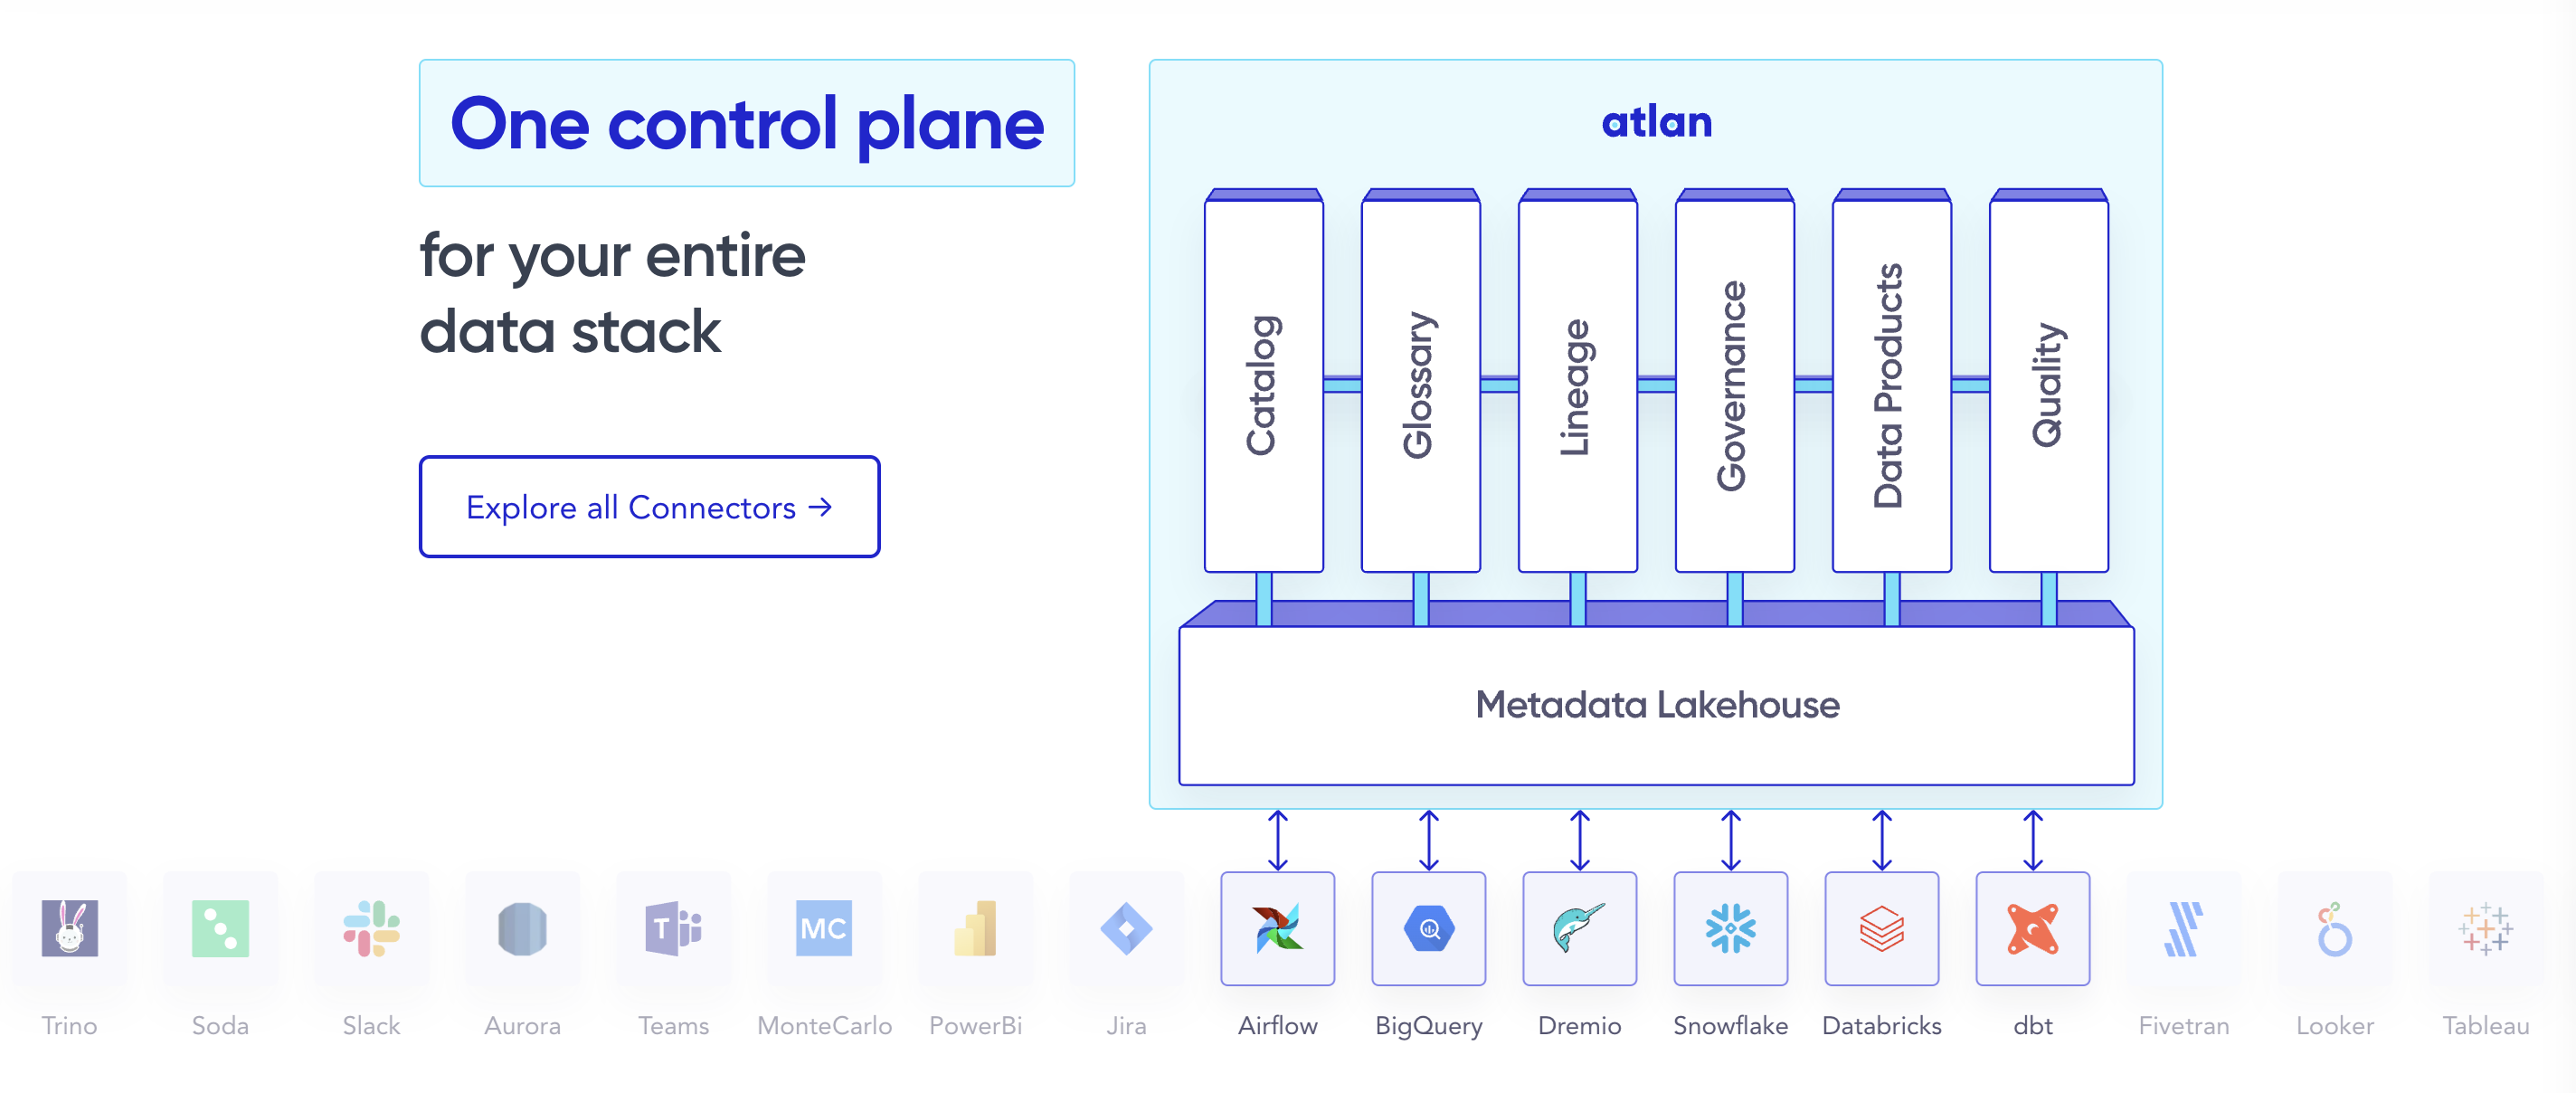 One control plane
for your entire
data stack
Explore all Connectors →
atlan
Catalog
Glossary
Lineage
Governance
Data Products
Quality
Metadata Lakehouse
T
MC
Trino
Soda
Slack
Aurora
Teams
MonteCarlo
PowerBi
Jira
Airflow
BigQuery
Dremio
Snowflake
Databricks
dbt
Fivetran
Looker
Tableau